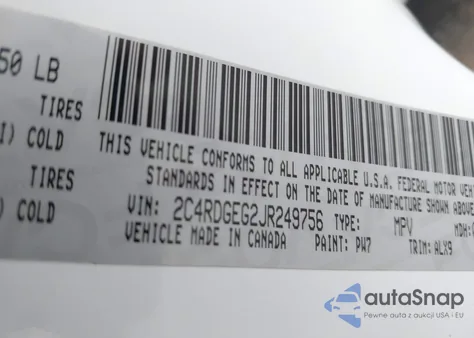 50 LB
TIRES
I) COLD
TIRES
) COLD
THIS VEHICLE CONFORMS TO ALL APPLICABLE U.S.A. FEDERAL MOTOR VEH
STANDARDS IN EFFECT ON THE DATE OF MANUFACTURE SHOWN ABOVE
VIN: 2C4RDGEG2JR249756 TYPE: MPV MDH:
VEHICLE MADE IN CANADA PAINT: PW7 TRIM: ALX9
autaSnap
Pewne auta z aukcji USA i EU